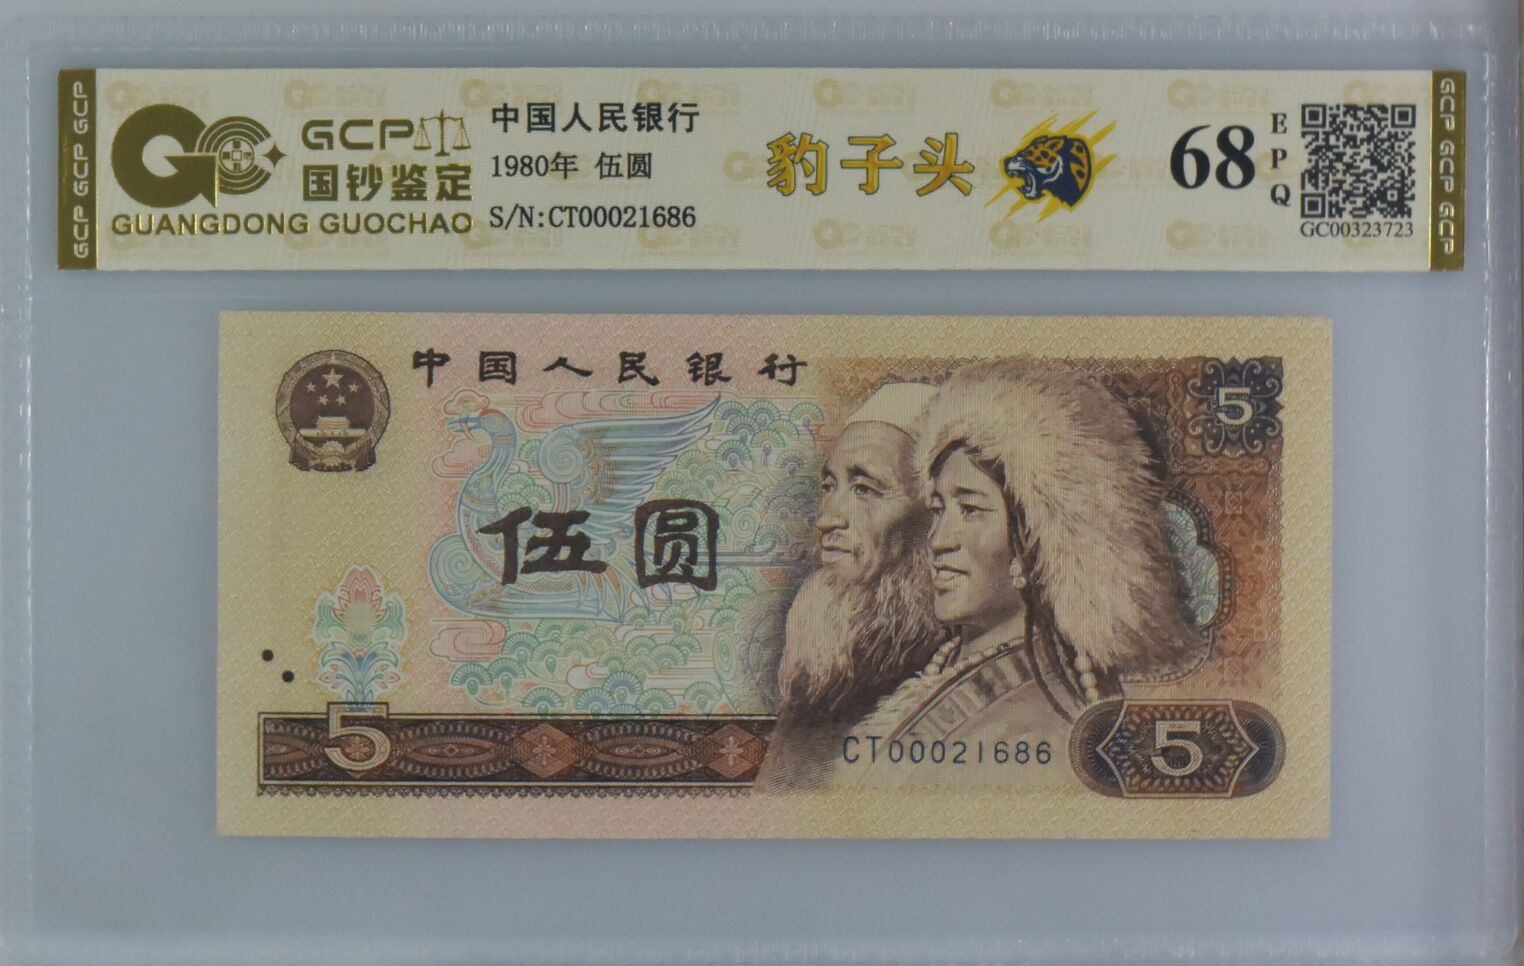 GCP GCP GCP
GCP
国钞鉴定
GUANGDONG GUOCHAO
中国人民银行
1980年 伍圆
S/N:CT00021686
豹子头
68
EPQ
GC00323723
GCP GCP GCP
中国人民银行
5
伍圆
5
CT00021686
5